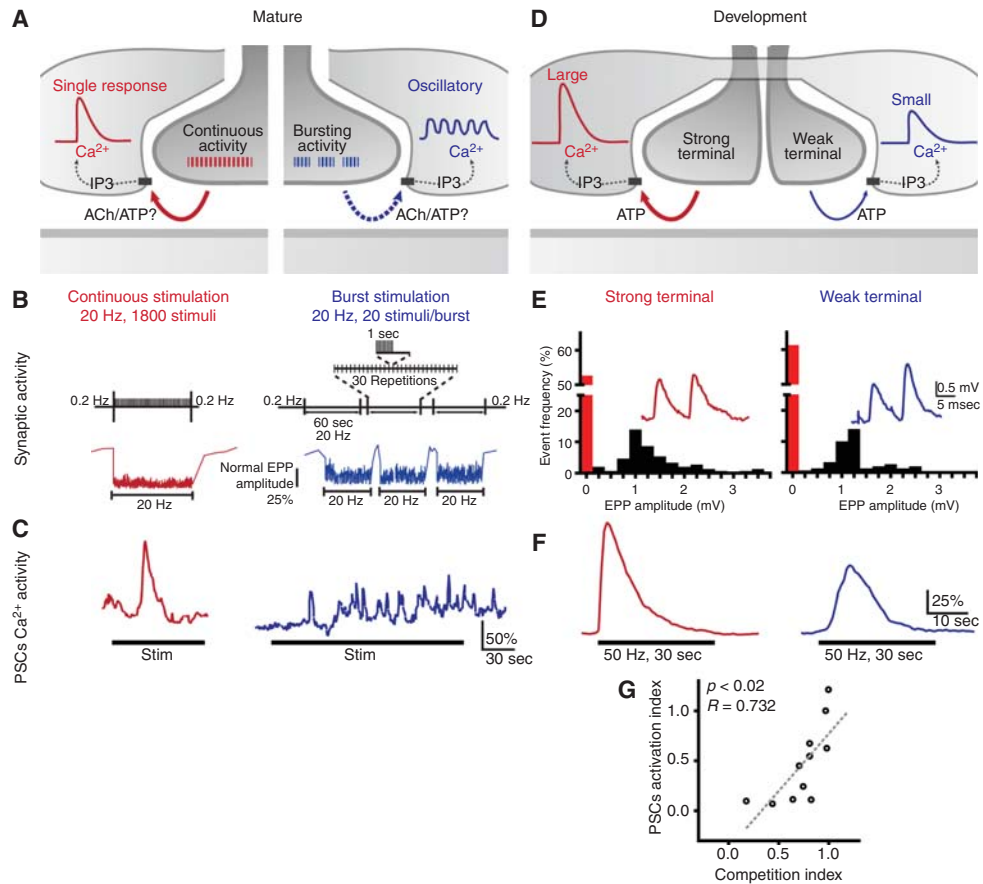 A
Mature
Single response
Ca2+
IP3
ACh/ATP?
Continuous
activity
Bursting
activity
Oscillatory
Ca2+
IP3
ACh/ATP?
D
Development
Large
Ca2+
IP3
ATP
Strong
terminal
Weak
terminal
Small
Ca2+
IP3
ATP
B
Synaptic activity
Continuous stimulation
20 Hz, 1800 stimuli
0.2 Hz
0.2 Hz
20 Hz
Burst stimulation
20 Hz, 20 stimuli/burst
1 sec
30 Repetitions
0.2 Hz
0.2 Hz
60 sec
20 Hz
Normal EPP
amplitude
25%
20 Hz
20 Hz
20 Hz
C
PSCs Ca2+ activity
Stim
Stim
50%
30 sec
E
Strong terminal
Event frequency (%)
60
50
20
10
0
0
1
2
3
EPP amplitude (mV)
Weak terminal
0.5 mV
5 msec
0
1
2
3
EPP amplitude (mV)
F
50 Hz, 30 sec
50 Hz, 30 sec
25%
10 sec
G
p < 0.02
R = 0.732
PSCs activation index
1.0
0.5
0.0
0.0
0.5
1.0
Competition index